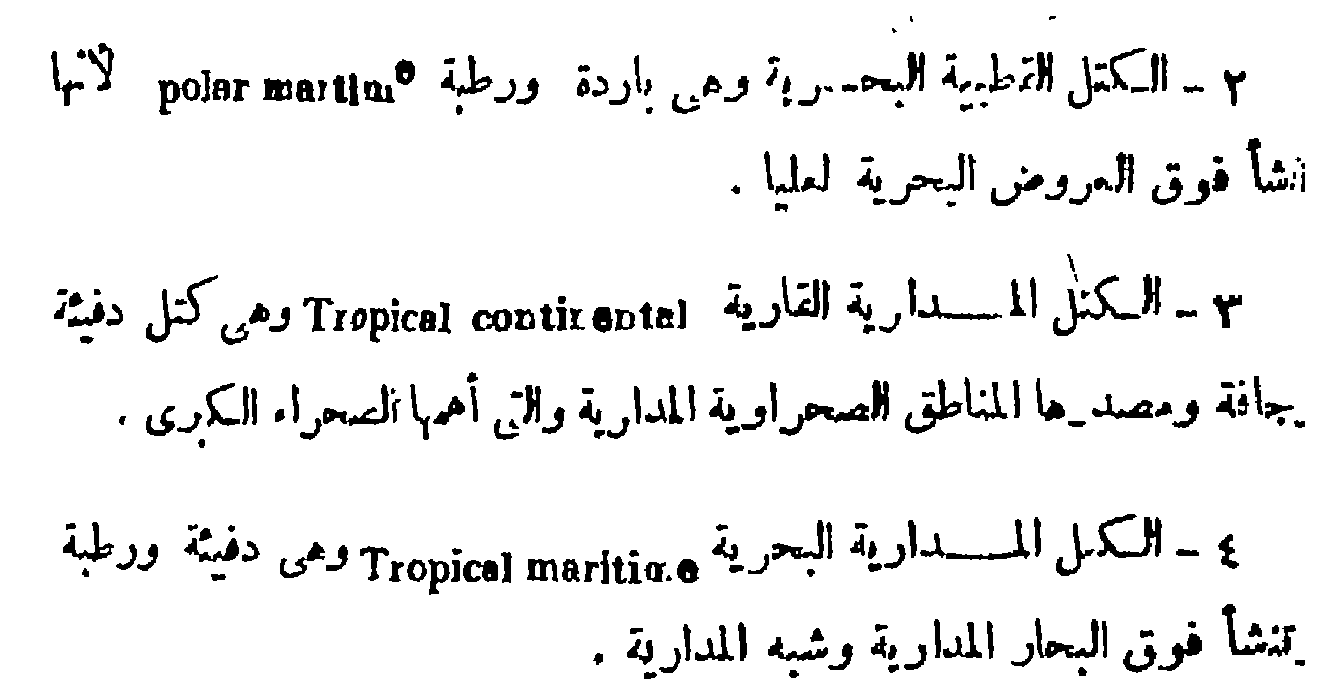 ٢ - الكتل القطبية البحرية وهى باردة ورطبة polar martime لأنها
تنشأ فوق العروض البحرية لعليا .
٣ - الكتل المدارية القارية Tropical continental وهى كتل دفيئة
جافة ومصدرها المناطق الصحراوية المدارية والتى أهمها الصحراء الكبرى .
٤ - الكتل المدارية البحرية Tropical maritime وهى دفيئة ورطبة
تنشأ فوق البحار المدارية وشبه المدارية .